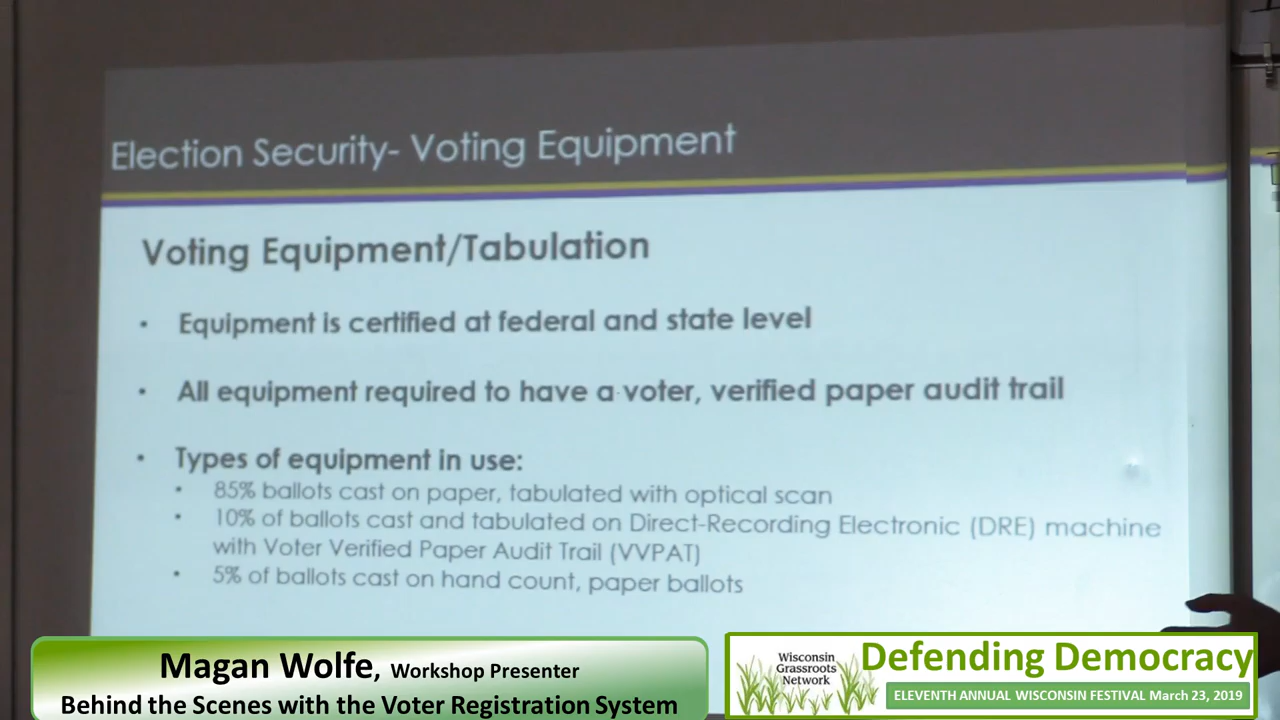 Election Security- Voting Equipment
Voting Equipment/Tabulation
• Equipment is certified at federal and state level
• All equipment required to have a voter, verified paper audit trail
• Types of equipment in use:
• 85% ballots cast on paper, tabulated with optical scan
• 10% of ballots cast and tabulated on Direct-Recording Electronic (DRE) machine
with Voter Verified Paper Audit Trail (VVPAT)
• 5% of ballots cast on hand count, paper ballots
Magan Wolfe, Workshop Presenter
Behind the Scenes with the Voter Registration System
Wisconsin
Grassroots
Network
Defending Democracy
ELEVENTH ANNUAL WISCONSIN FESTIVAL March 23, 2019